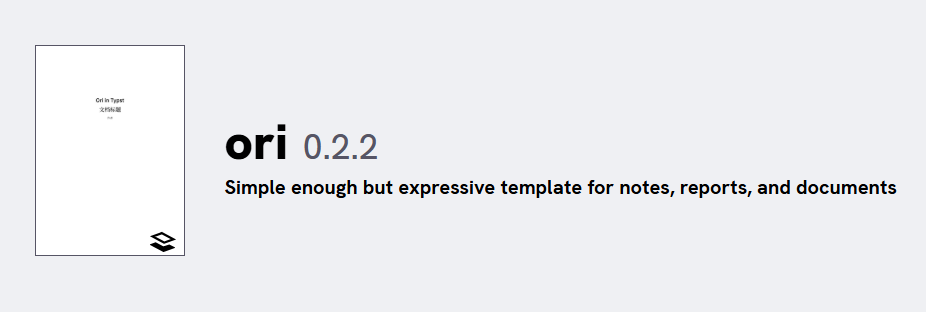 Ori in Typst
文档标题
ori 0.2.2
Simple enough but expressive template for notes, reports, and documents